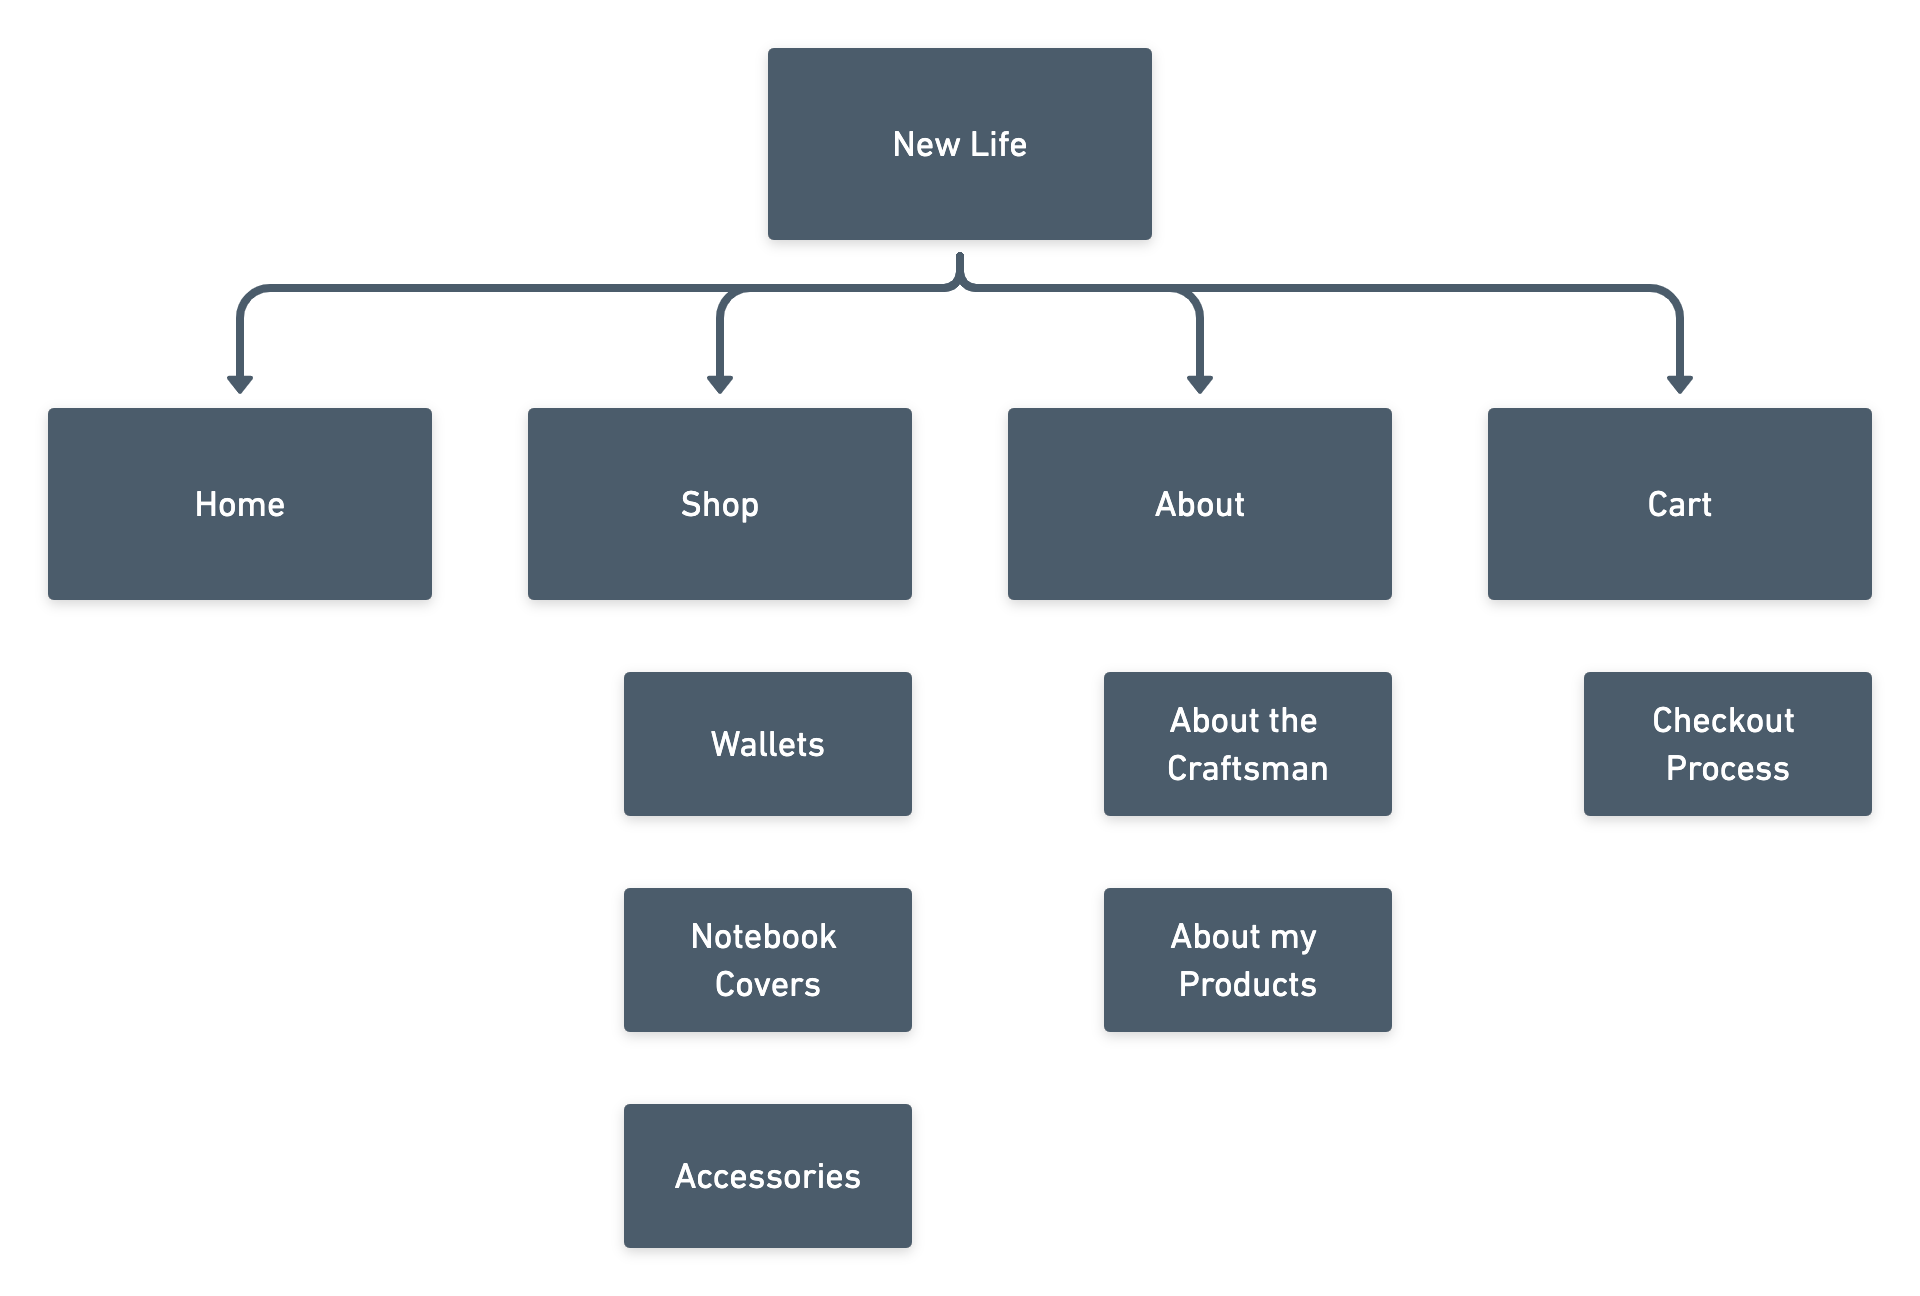 New Life
Home
Shop
About
Cart
Wallets
About the
Craftsman
Checkout
Process
Notebook
Covers
About my
Products
Accessories